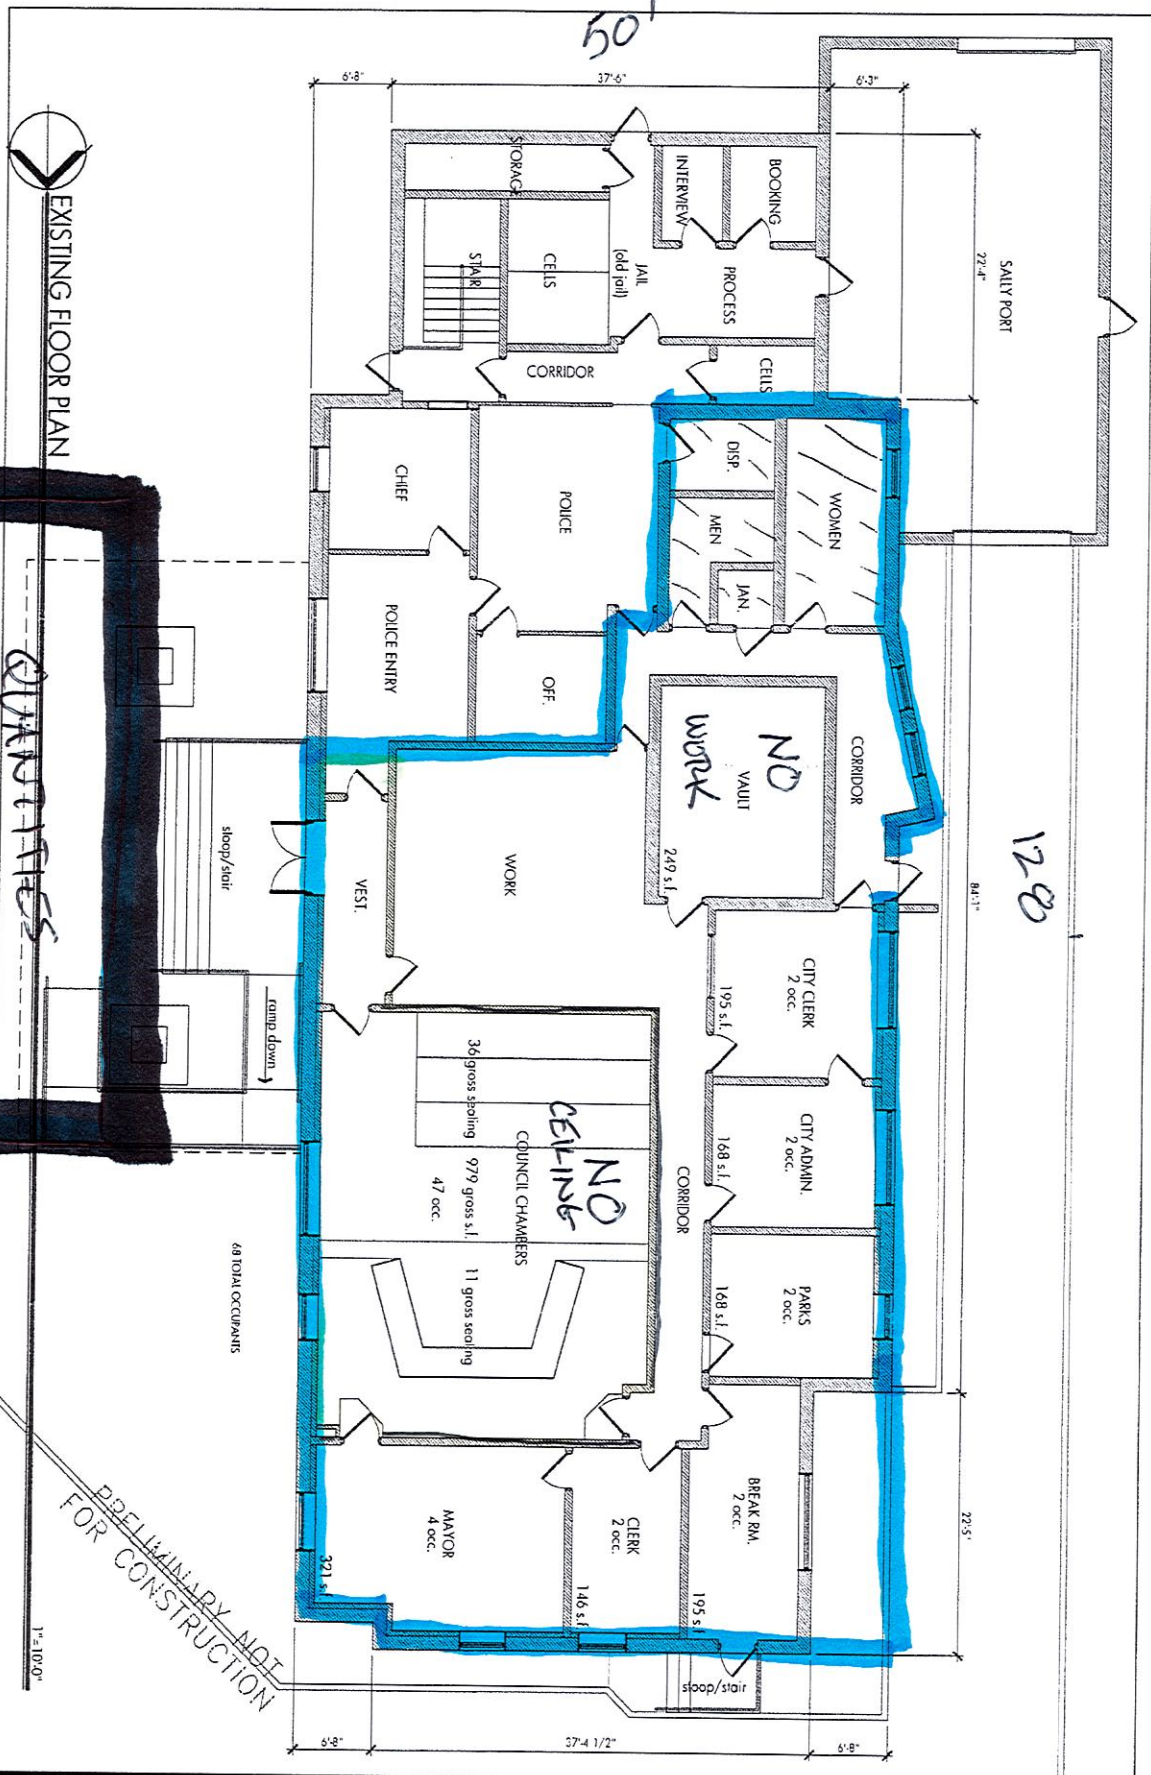 50'
6'-8"
37'-6"
6'-3"
SALLY PORT
22'-4"
STORAGE
INTERVIEW
BOOKING
JAIL
(old jail)
PROCESS
CELLS
STAIR
CORRIDOR
CELLS
EXISTING FLOOR PLAN
CHIEF
POLICE
DISP.
MEN
WOMEN
JAN.
POLICE ENTRY
OFF.
NO
WORK
VAULT
249 s.f.
CORRIDOR
128'
84'-1"
QUANTITIES
stoop/stair
VEST.
WORK
CITY CLERK
2 occ.
195 s.f.
ramp down
36 gross seating
979 gross s.f.
COUNCIL CHAMBERS
47 occ.
11 gross seating
NO
CEILING
CORRIDOR
CITY ADMIN.
2 occ.
168 s.f.
PARKS
2 occ.
168 s.f.
68 TOTAL OCCUPANTS
MAYOR
4 occ.
CLERK
2 occ.
146 s.f.
BREAK RM.
2 occ.
195 s.f.
22'-5"
stoop/stair
PRELIMINARY NOT
FOR CONSTRUCTION
1"=10'-0"
6'-8"
37'-4 1/2"
6'-8"